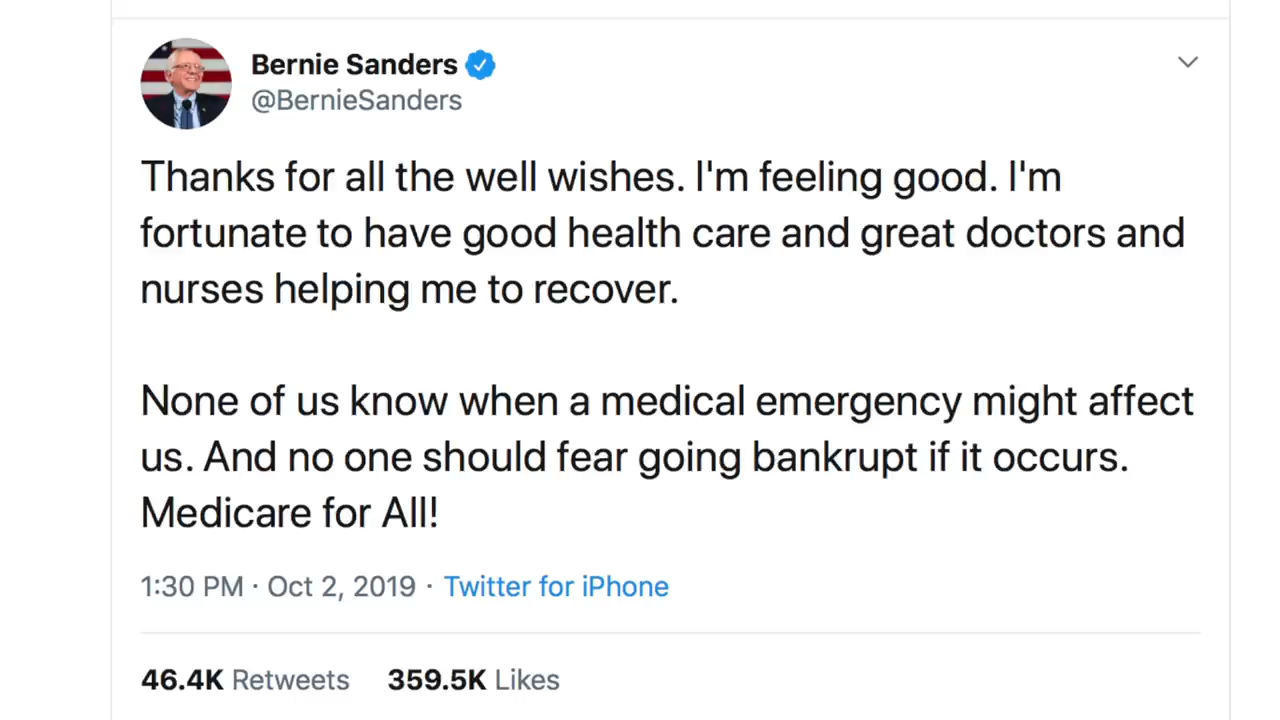 Bernie Sanders
@BernieSanders
Thanks for all the well wishes. I'm feeling good. I'm
fortunate to have good health care and great doctors and
nurses helping me to recover.
None of us know when a medical emergency might affect
us. And no one should fear going bankrupt if it occurs.
Medicare for All!
1:30 PM · Oct 2, 2019 · Twitter for iPhone
46.4K Retweets 359.5K Likes